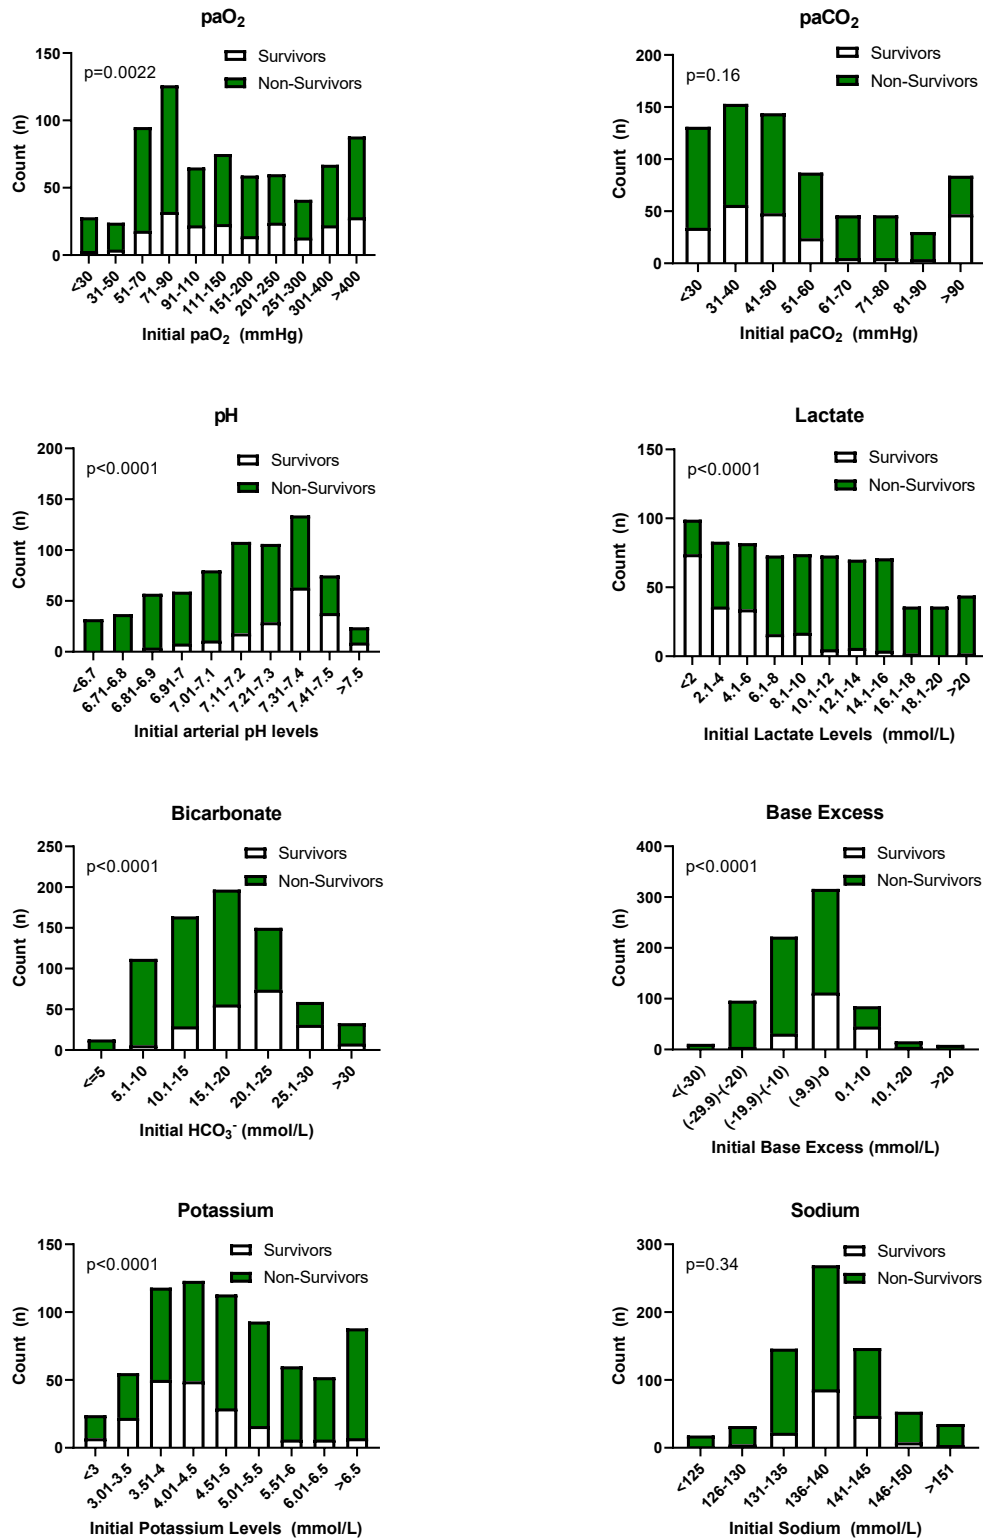 paO2
p=0.0022
Survivors
Non-Survivors
150
100
50
0
Count (n)
<30
31-50
51-70
71-90
91-110
111-150
151-200
201-250
251-300
301-400
>400
Initial paO2 (mmHg)
paCO2
p=0.16
Survivors
Non-Survivors
200
150
100
50
0
Count (n)
<30
31-40
41-50
51-60
61-70
71-80
81-90
>90
Initial paCO2 (mmHg)
pH
p<0.0001
Survivors
Non-Survivors
200
150
100
50
0
Count (n)
<6.7
6.71-6.8
6.81-6.9
6.91-7
7.01-7.1
7.11-7.2
7.21-7.3
7.31-7.4
7.41-7.5
>7.5
Initial arterial pH levels
Lactate
p<0.0001
Survivors
Non-Survivors
150
100
50
0
Count (n)
<2
2.1-4
4.1-6
6.1-8
8.1-10
10.1-12
12.1-14
14.1-16
16.1-18
18.1-20
>20
Initial Lactate Levels (mmol/L)
Bicarbonate
p<0.0001
Survivors
Non-Survivors
250
200
150
100
50
0
Count (n)
<=5
5.1-10
10.1-15
15.1-20
20.1-25
25.1-30
>30
Initial HCO3- (mmol/L)
Base Excess
p<0.0001
Survivors
Non-Survivors
400
300
200
100
0
Count (n)
<(-30)
(-29.9)-(-20)
(-19.9)-(-10)
(-9.9)-0
0.1-10
10.1-20
>20
Initial Base Excess (mmol/L)
Potassium
p<0.0001
Survivors
Non-Survivors
150
100
50
0
Count (n)
<3
3.01-3.5
3.51-4
4.01-4.5
4.51-5
5.01-5.5
5.51-6
6.01-6.5
>6.5
Initial Potassium Levels (mmol/L)
Sodium
p=0.34
Survivors
Non-Survivors
300
200
100
0
Count (n)
<125
126-130
131-135
136-140
141-145
146-150
>151
Initial Sodium (mmol/L)